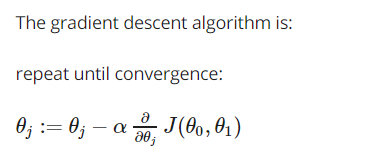 The gradient descent algorithm is:
repeat until convergence:
θⱼ := θⱼ − α ∂/∂θⱼ J(θ₀, θ₁)